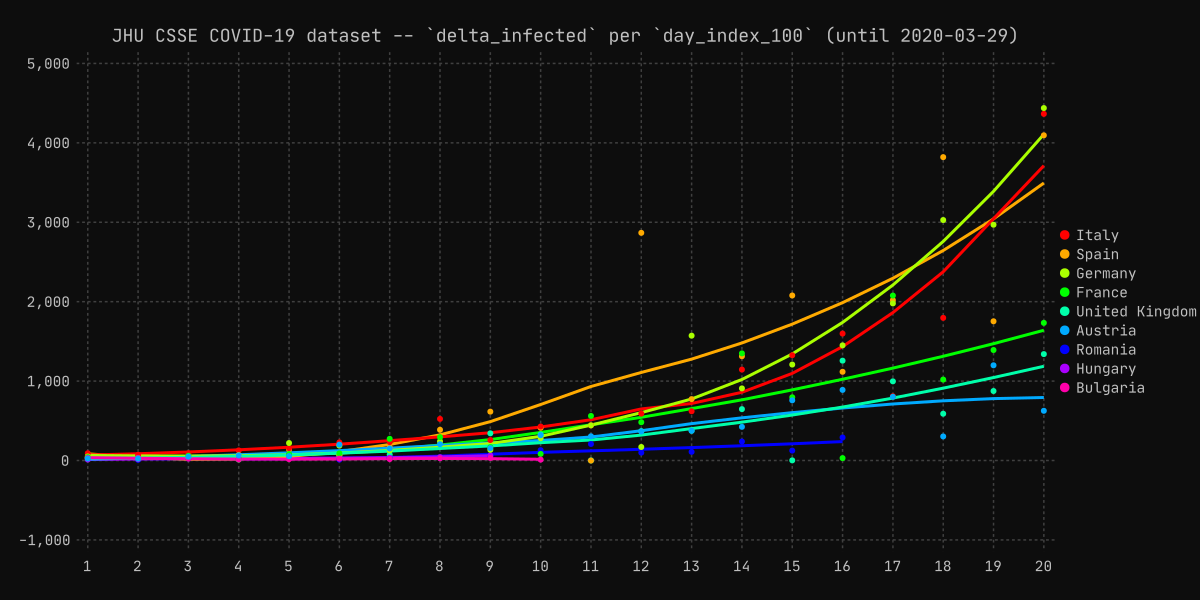 JHU CSSE COVID-19 dataset -- `delta_infected` per `day_index_100` (until 2020-03-29)
5,000
4,000
3,000
2,000
1,000
0
-1,000
1 2 3 4 5 6 7 8 9 10 11 12 13 14 15 16 17 18 19 20
Italy
Spain
Germany
France
United Kingdom
Austria
Romania
Hungary
Bulgaria